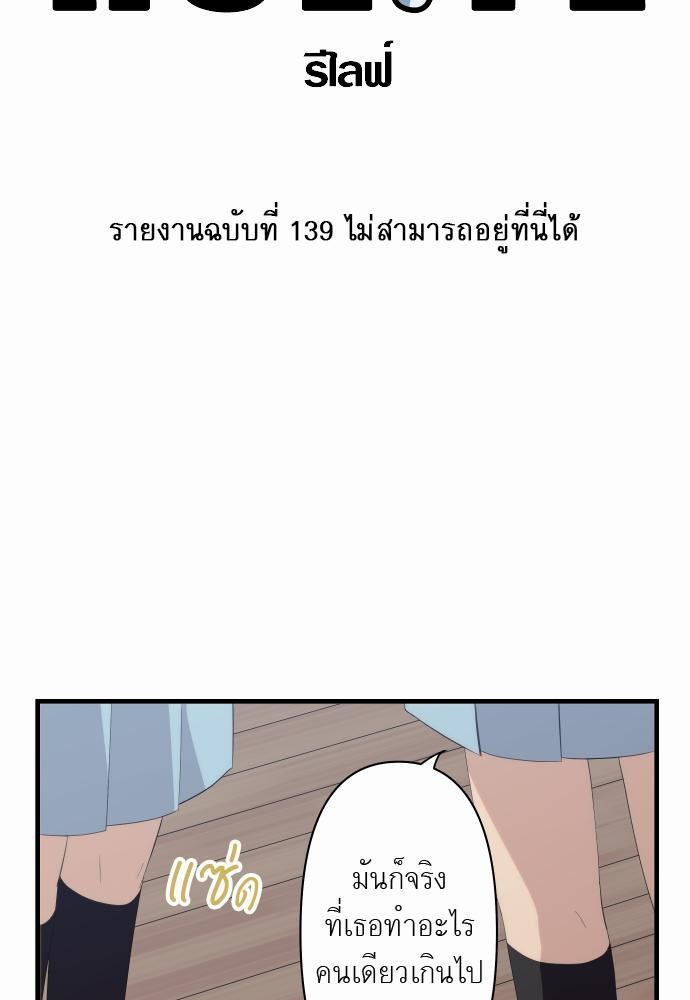 รีไลฟ์
รายงานฉบับที่ 139 ไม่สามารถอยู่ที่นี่ได้
แซ่ด
มันก็จริง
ที่เธอทำอะไร
คนเดียวเกินไป